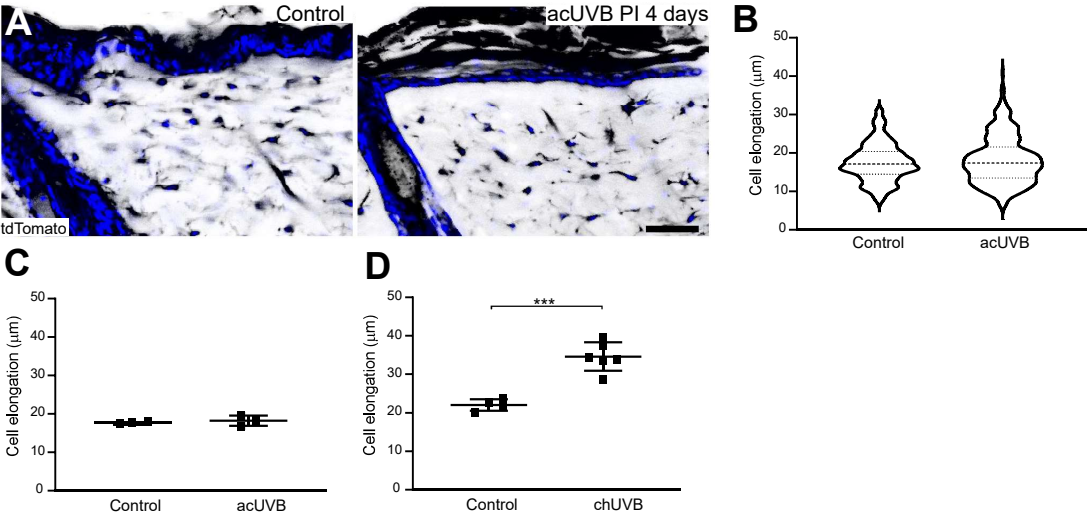 A
Control
acUVB PI 4 days
tdTomato
B
Cell elongation (μm)
50
40
30
20
10
0
Control
acUVB
C
Cell elongation (μm)
50
40
30
20
10
0
Control
acUVB
D
Cell elongation (μm)
50
40
30
20
10
0
***
Control
chUVB